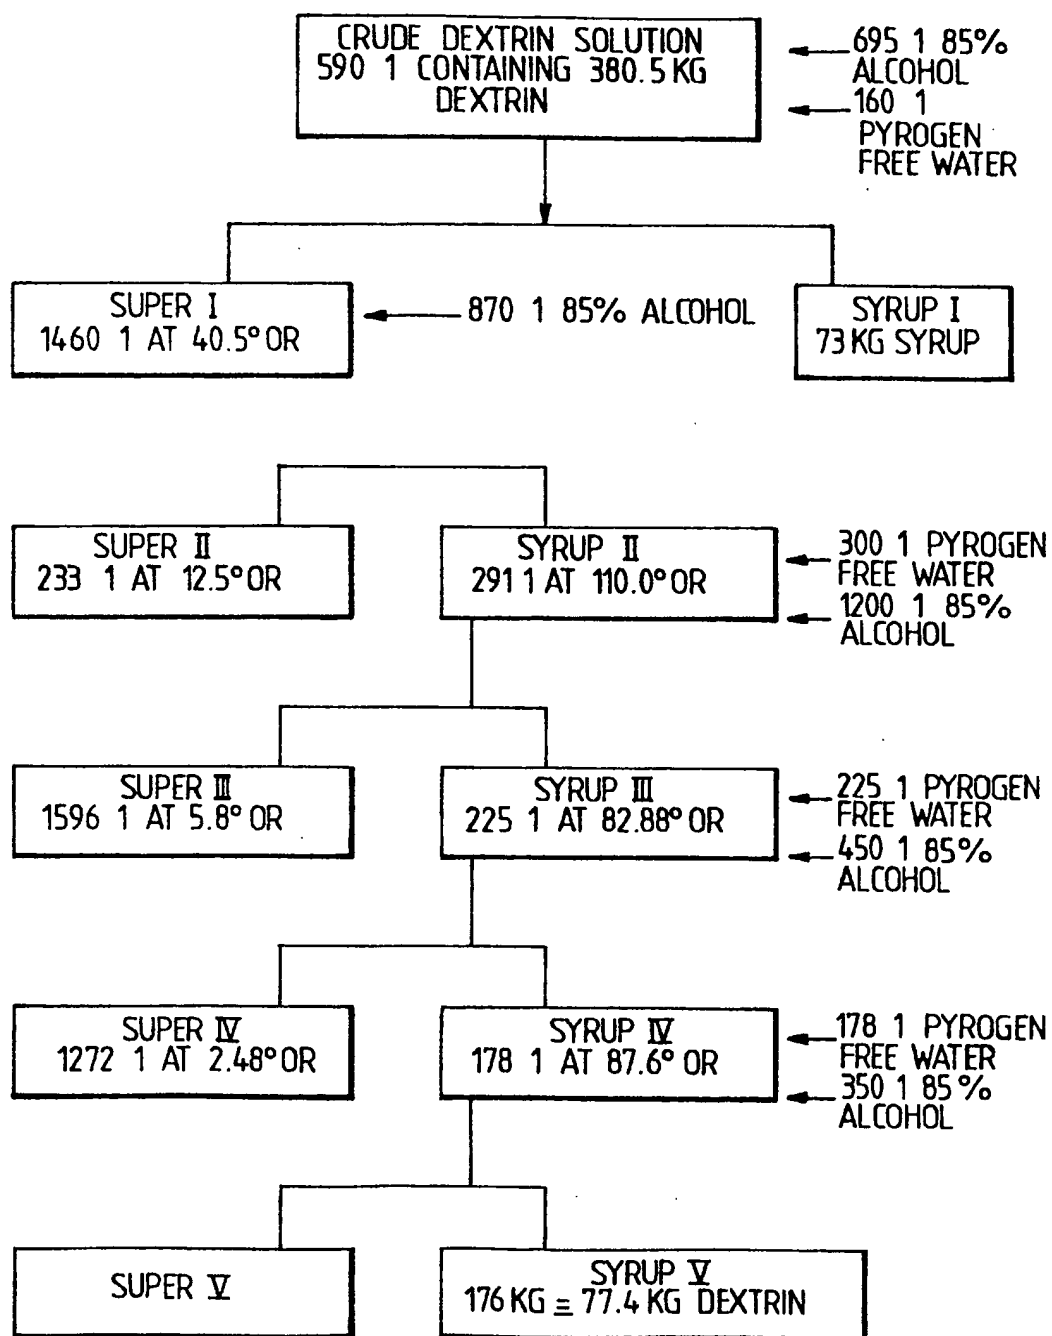 CRUDE DEXTRIN SOLUTION
590 1 CONTAINING 380.5 KG
DEXTRIN
695 1 85%
ALCOHOL
160 1
PYROGEN
FREE WATER
SUPER I
1460 1 AT 40.5° OR
870 1 85% ALCOHOL
SYRUP I
73 KG SYRUP
SUPER II
233 1 AT 12.5° OR
SYRUP II
291 1 AT 110.0° OR
300 1 PYROGEN
FREE WATER
1200 1 85%
ALCOHOL
SUPER III
1596 1 AT 5.8° OR
SYRUP III
225 1 AT 82.88° OR
225 1 PYROGEN
FREE WATER
450 1 85%
ALCOHOL
SUPER IV
1272 1 AT 2.48° OR
SYRUP IV
178 1 AT 87.6° OR
178 1 PYROGEN
FREE WATER
350 1 85%
ALCOHOL
SUPER V
SYRUP V
176 KG ≡ 77.4 KG DEXTRIN